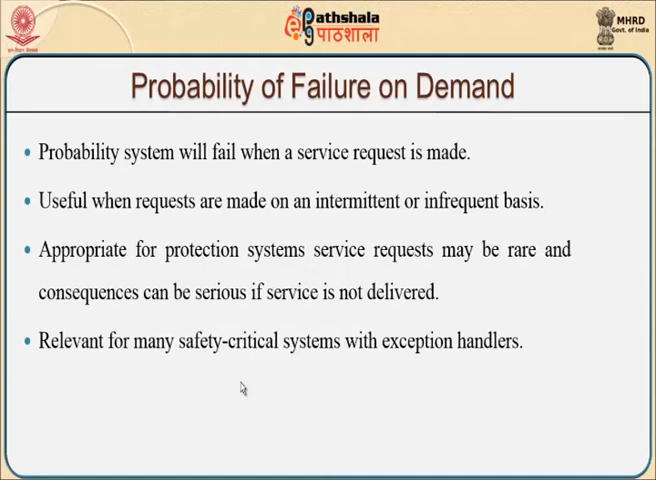 Pathshala
पाठशाला
MHRD
Govt. of India
Probability of Failure on Demand
• Probability system will fail when a service request is made.
• Useful when requests are made on an intermittent or infrequent basis.
• Appropriate for protection systems service requests may be rare and
consequences can be serious if service is not delivered.
• Relevant for many safety-critical systems with exception handlers.